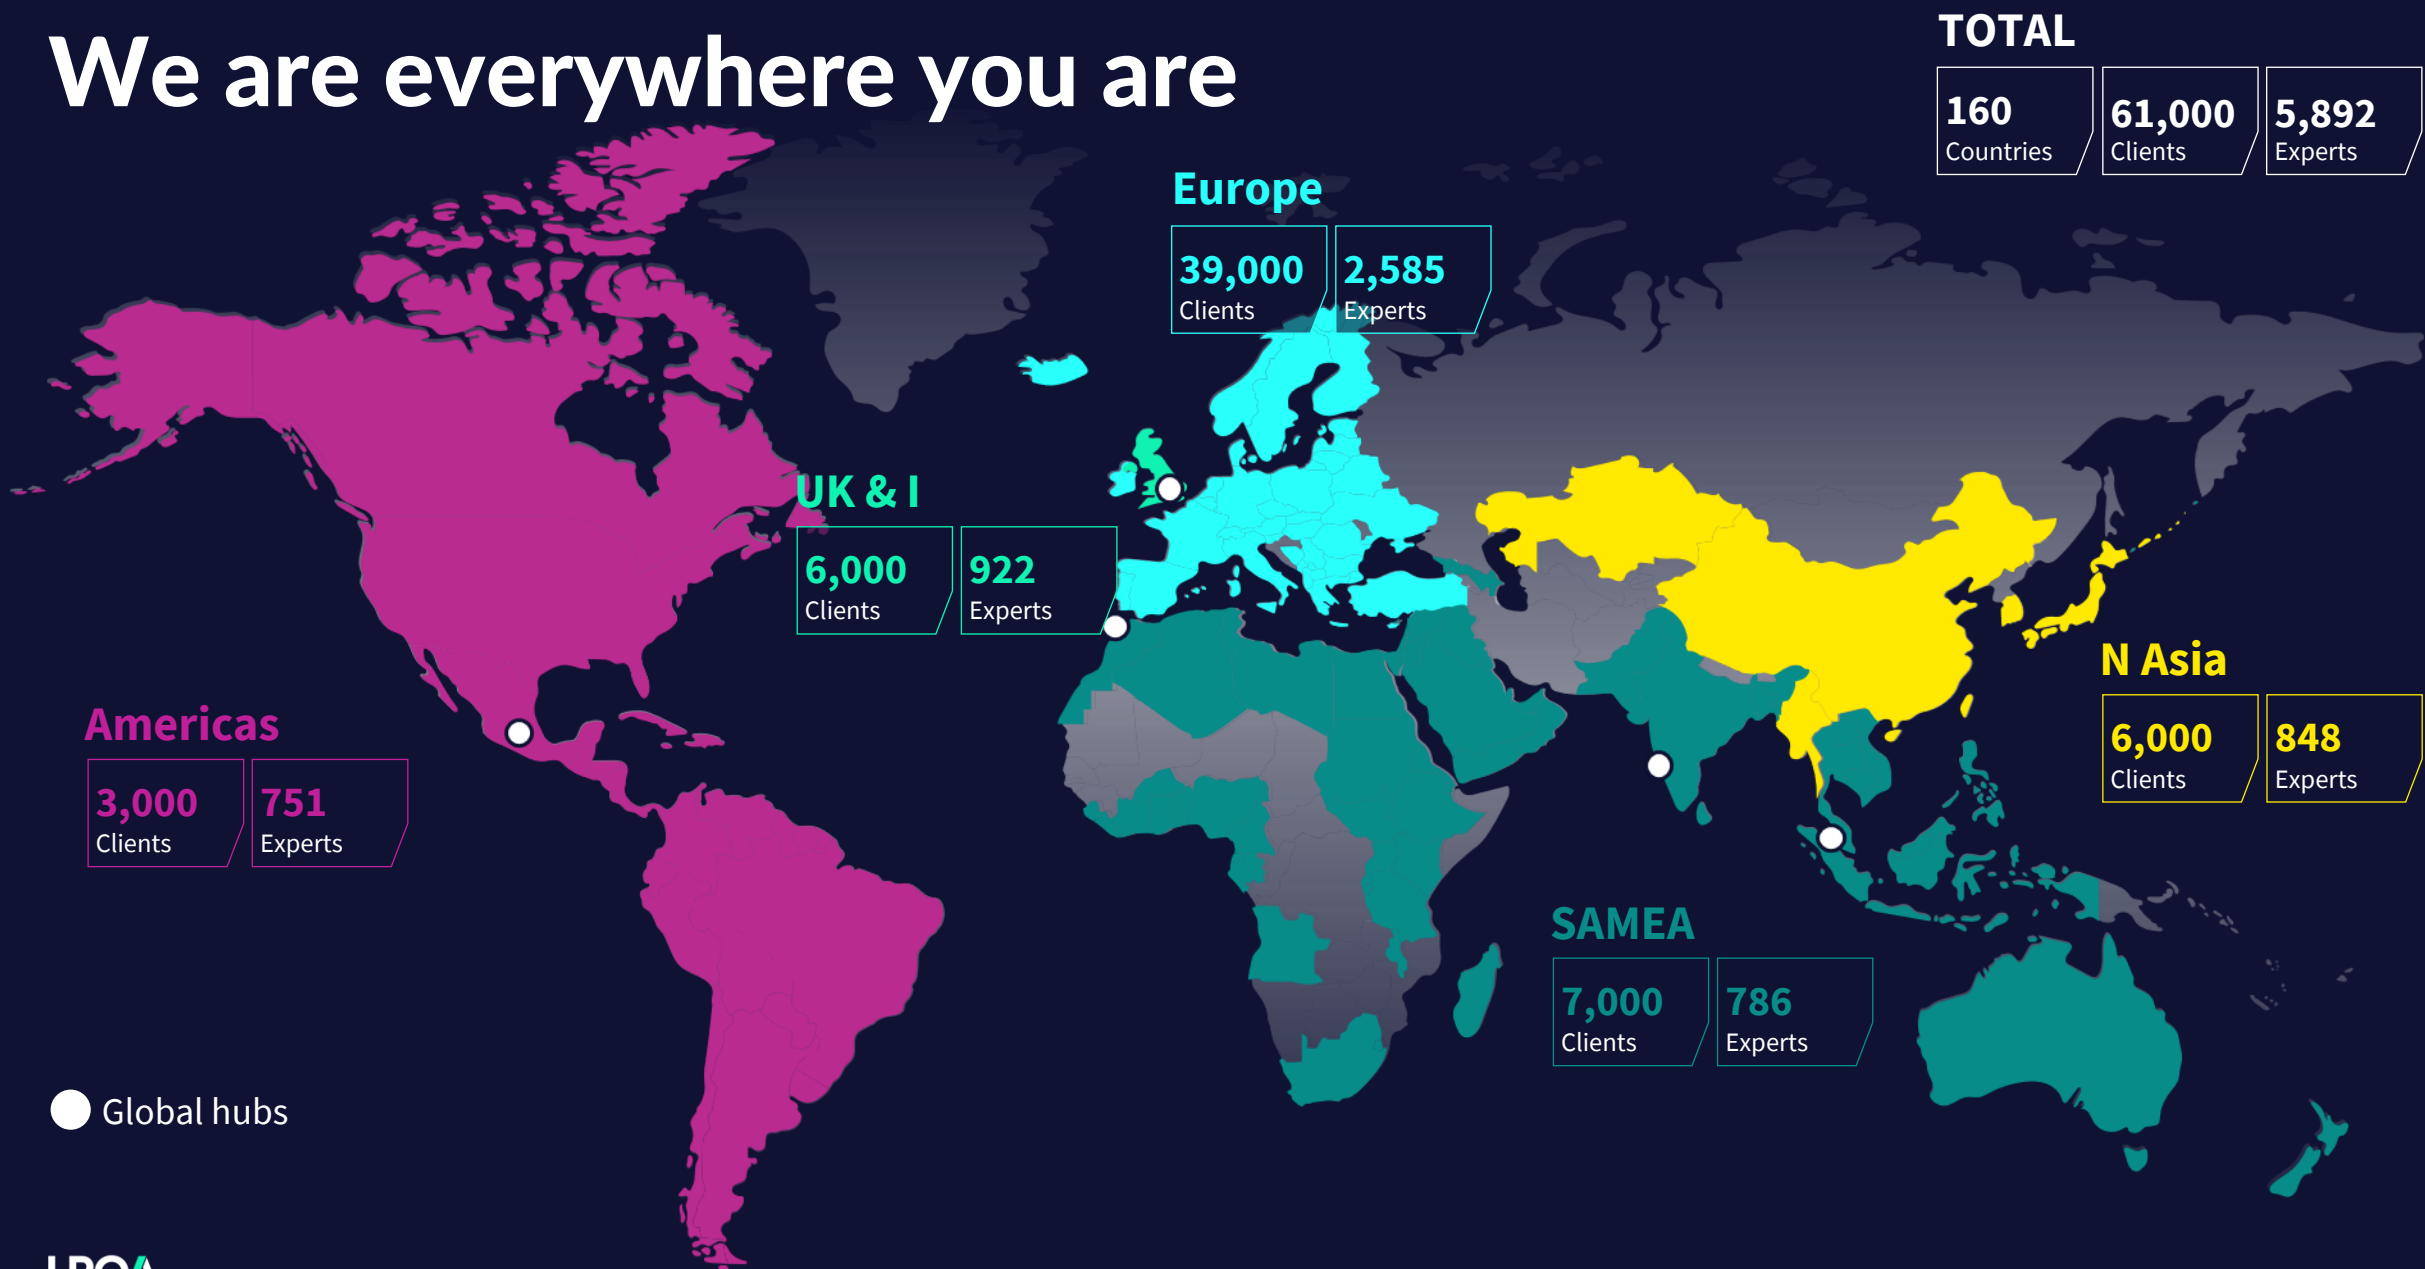 We are everywhere you are
TOTAL
160
Countries
61,000
Clients
5,892
Experts
Europe
39,000
Clients
2,585
Experts
UK & I
6,000
Clients
922
Experts
N Asia
6,000
Clients
848
Experts
Americas
3,000
Clients
751
Experts
SAMEA
7,000
Clients
786
Experts
Global hubs